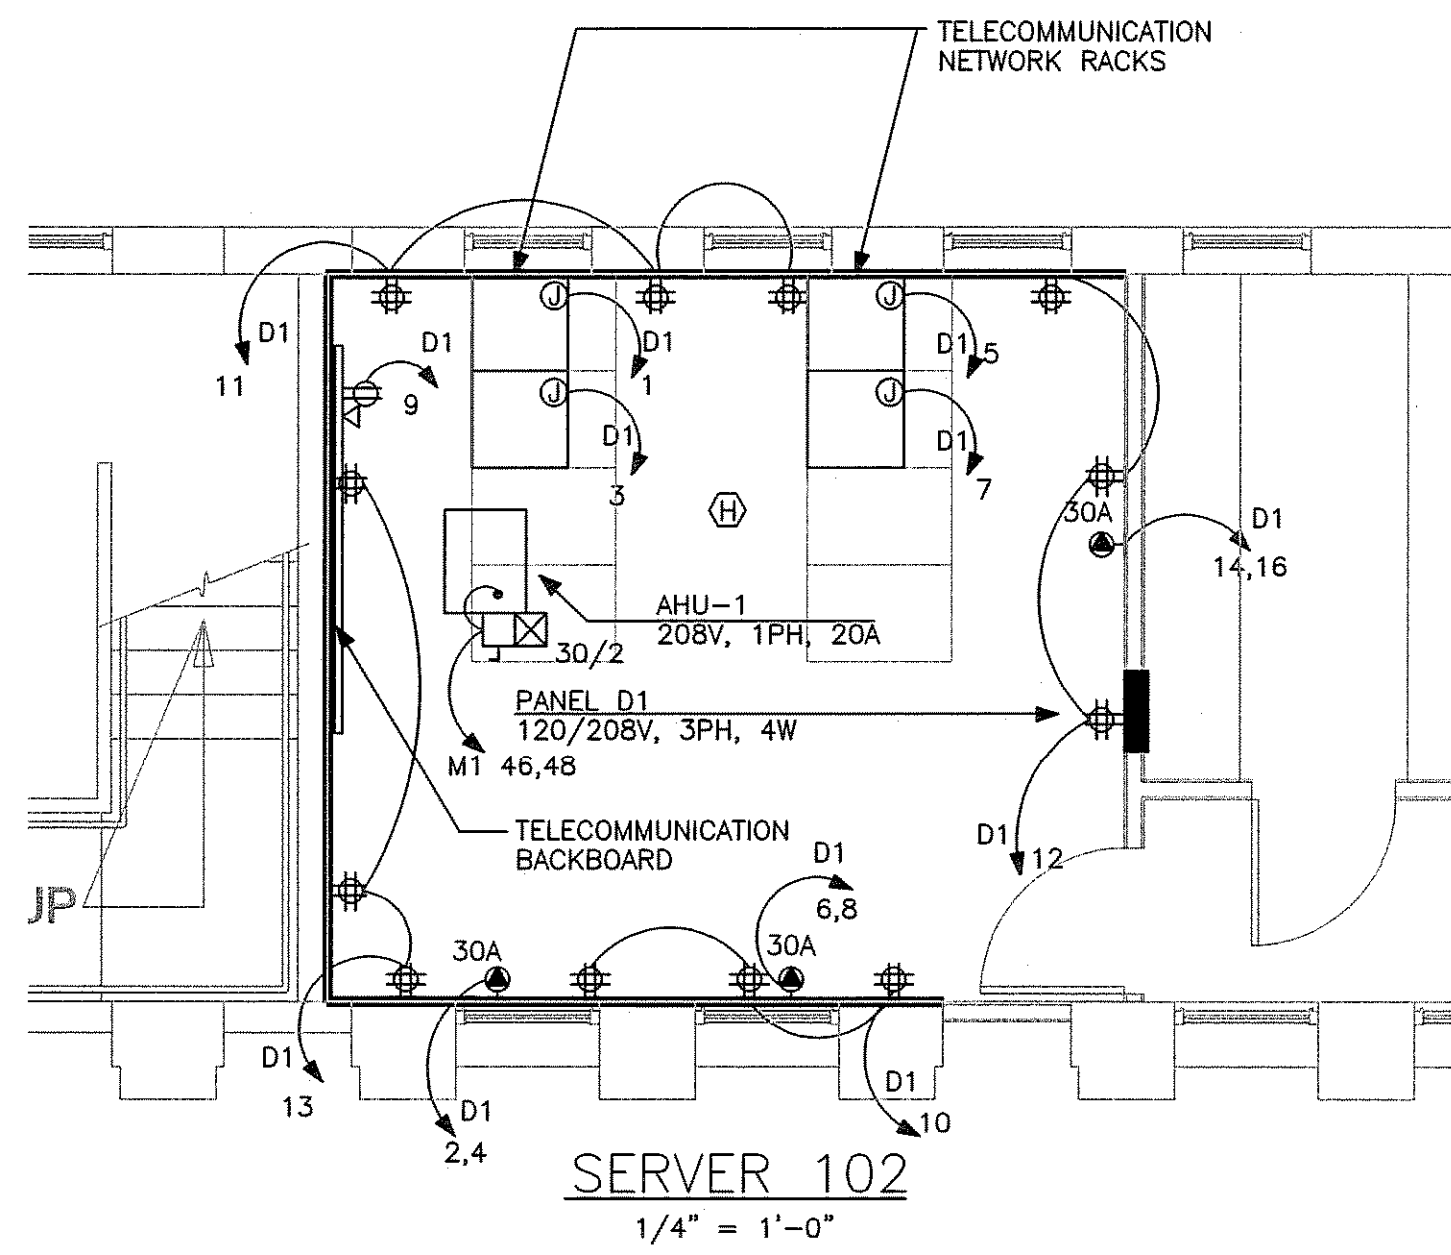 TELECOMMUNICATION
NETWORK RACKS
D1
11
D1
9
J
D1
1
J
D1
3
J
D1
5
J
D1
7
H
30A
D1
14,16
AHU-1
208V, 1PH, 20A
30/2
PANEL D1
120/208V, 3PH, 4W
M1 46,48
TELECOMMUNICATION
BACKBOARD
D1
12
D1
6,8
UP
30A
30A
D1
13
D1
2,4
D1
10
SERVER 102
1/4" = 1'-0"